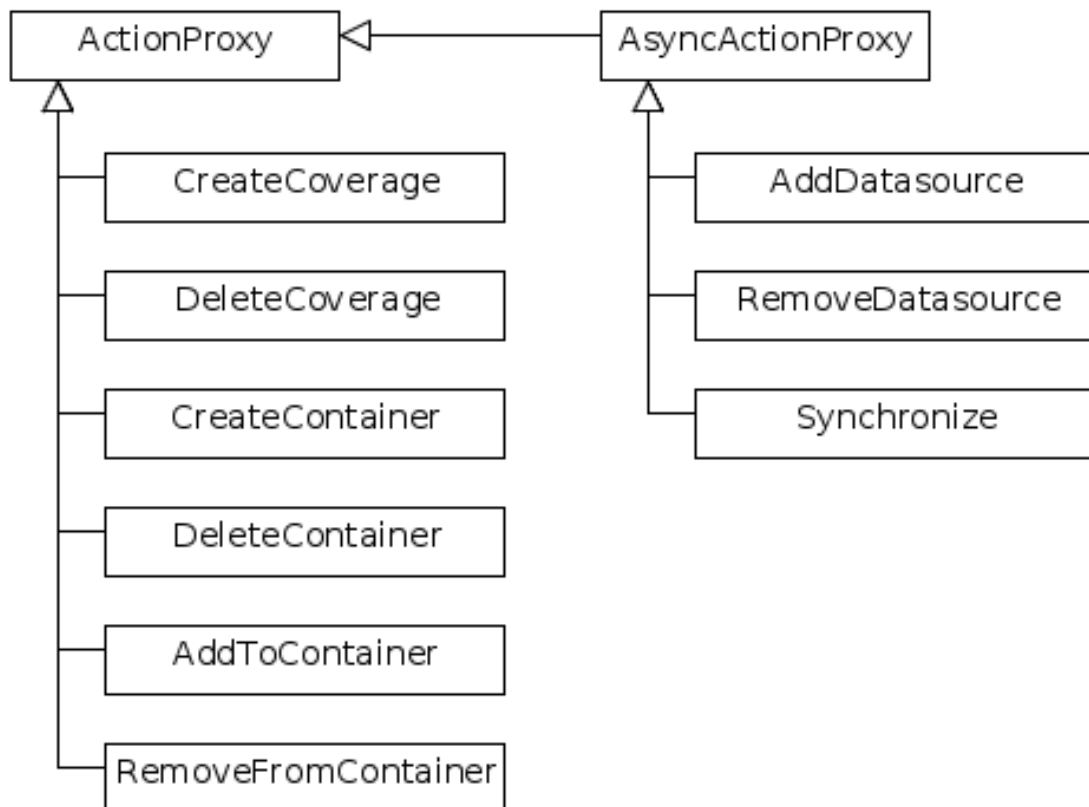 ActionProxy
AsyncActionProxy
CreateCoverage
AddDatasource
DeleteCoverage
RemoveDatasource
CreateContainer
Synchronize
DeleteContainer
AddToContainer
RemoveFromContainer